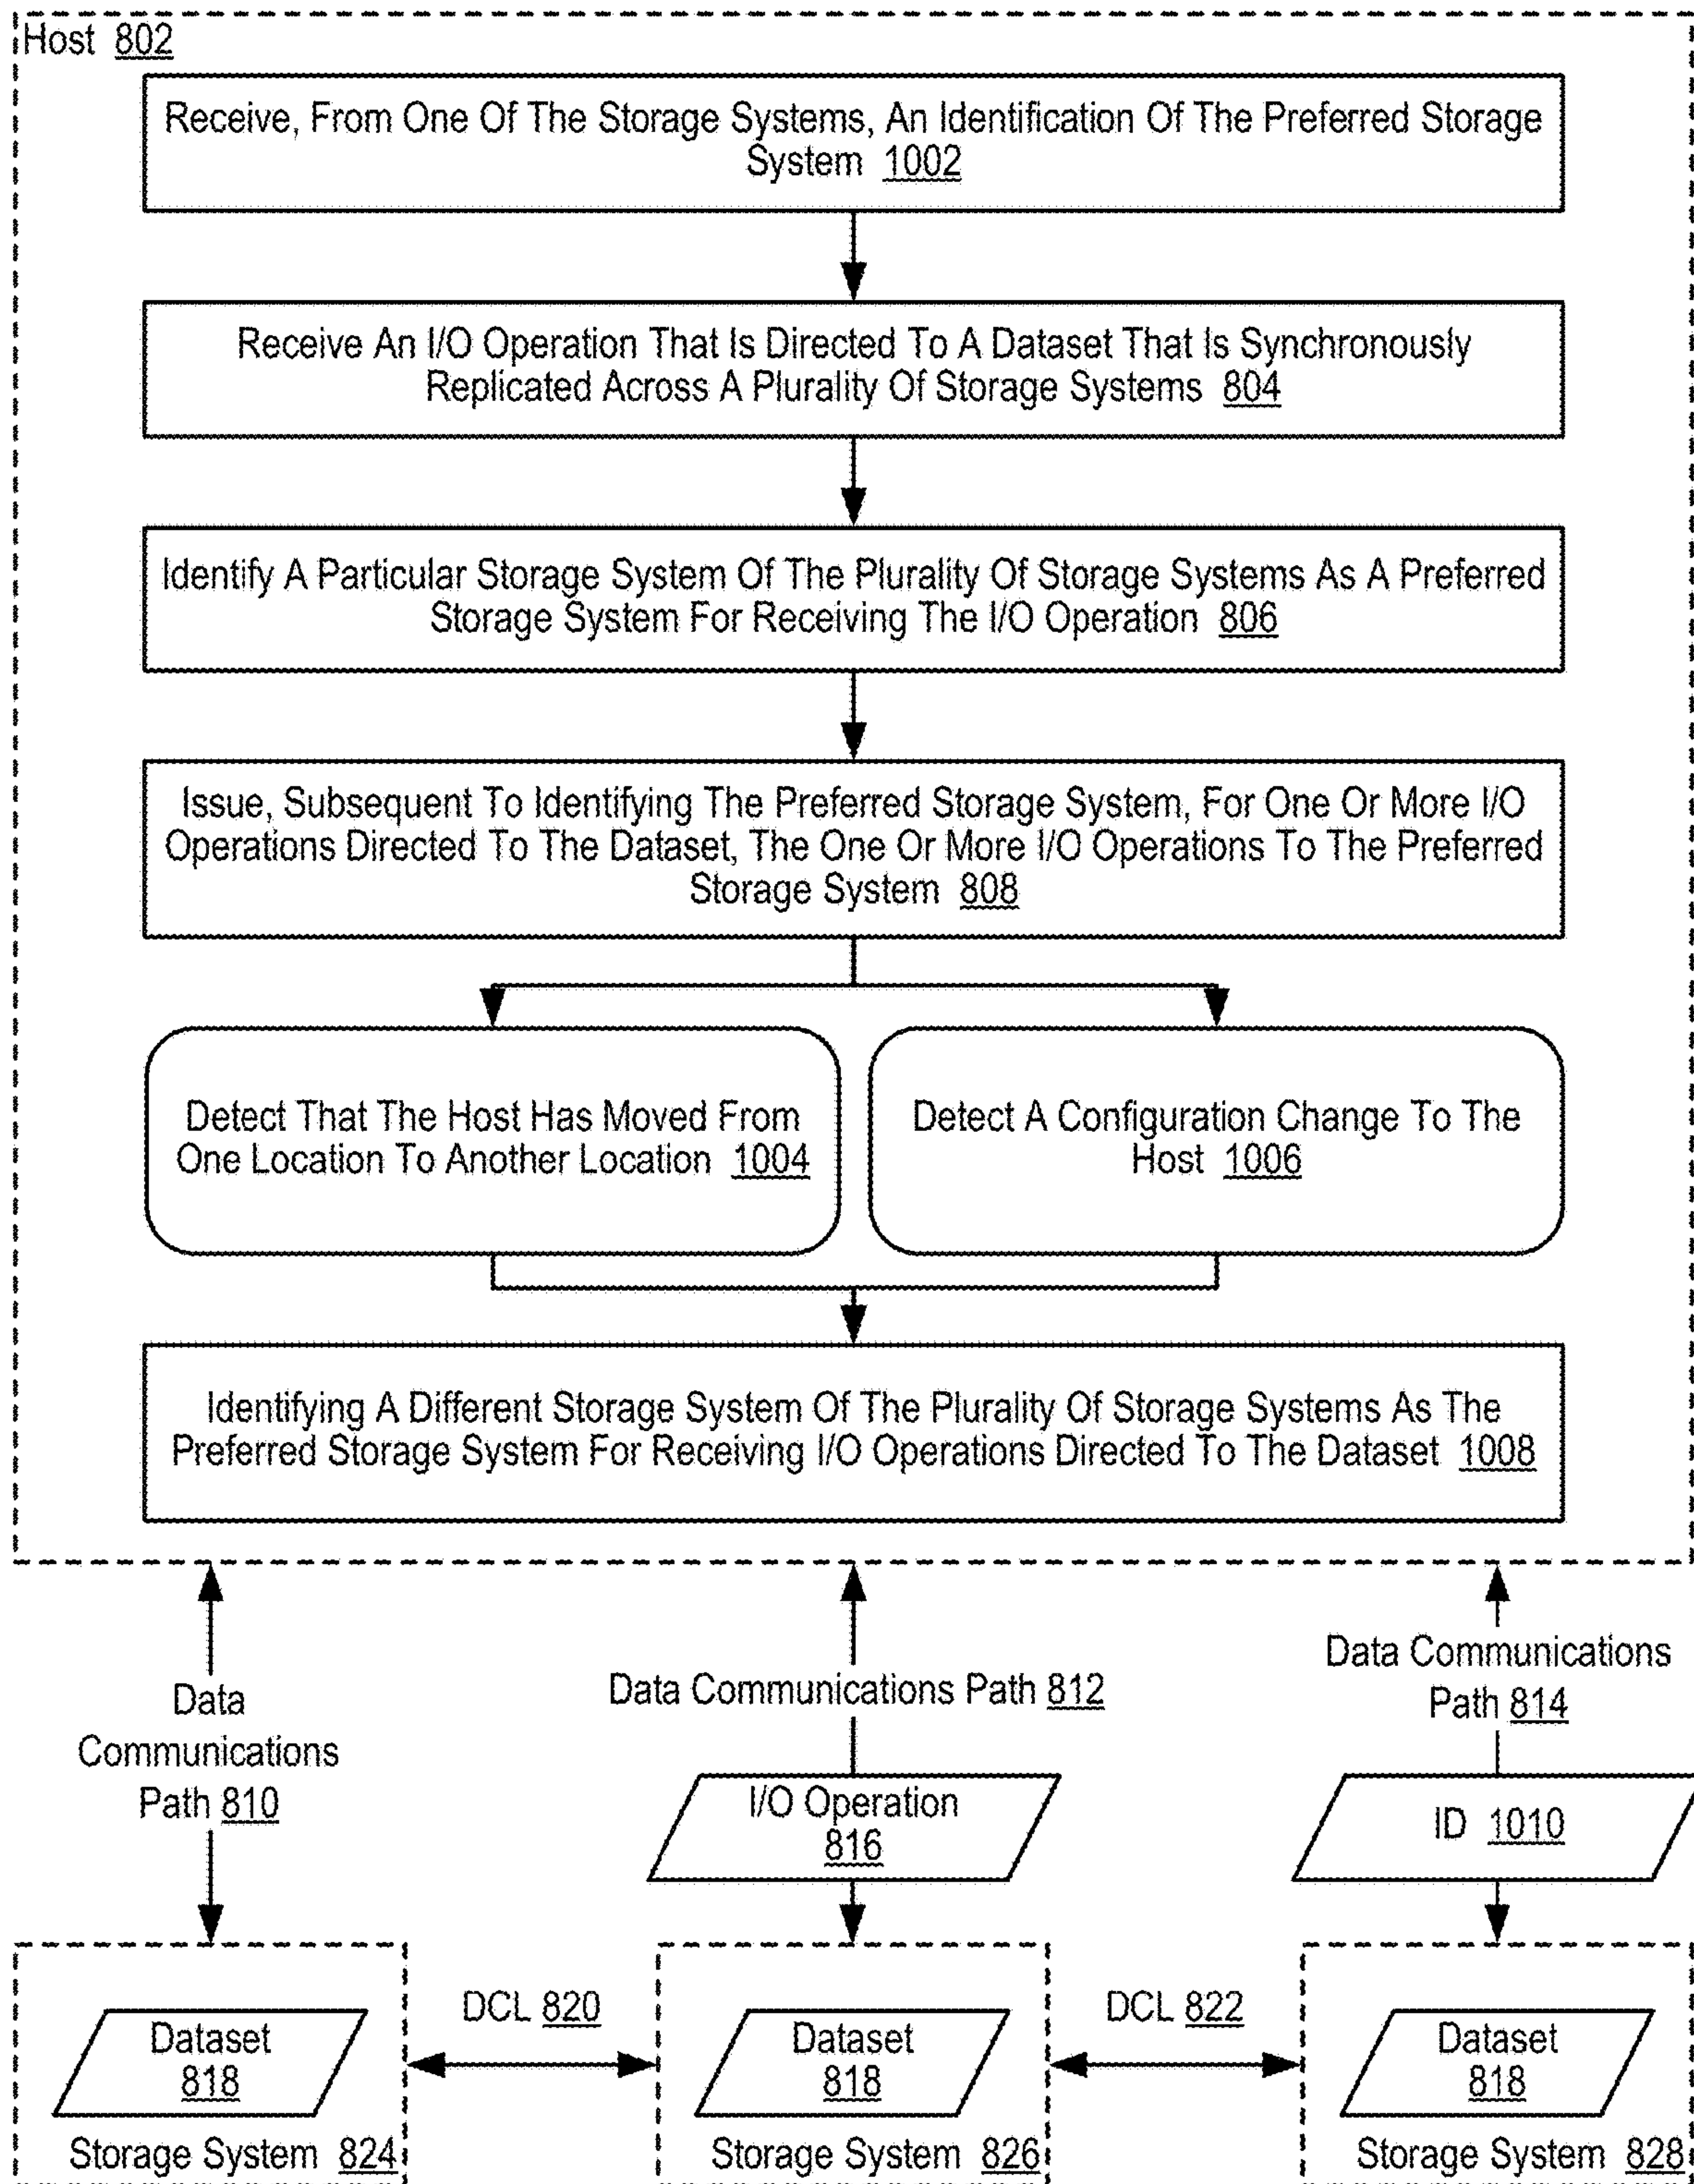 Host 802
Receive, From One Of The Storage Systems, An Identification Of The Preferred Storage
System 1002
Receive An I/O Operation That Is Directed To A Dataset That Is Synchronously
Replicated Across A Plurality Of Storage Systems 804
Identify A Particular Storage System Of The Plurality Of Storage Systems As A Preferred
Storage System For Receiving The I/O Operation 806
Issue, Subsequent To Identifying The Preferred Storage System, For One Or More I/O
Operations Directed To The Dataset, The One Or More I/O Operations To The Preferred
Storage System 808
Detect That The Host Has Moved From
One Location To Another Location 1004
Detect A Configuration Change To The
Host 1006
Identifying A Different Storage System Of The Plurality Of Storage Systems As The
Preferred Storage System For Receiving I/O Operations Directed To The Dataset 1008
Data
Communications
Path 810
Data Communications Path 812
Data Communications
Path 814
I/O Operation
816
ID 1010
Dataset
818
Storage System 824
DCL 820
Dataset
818
Storage System 826
DCL 822
Dataset
818
Storage System 828